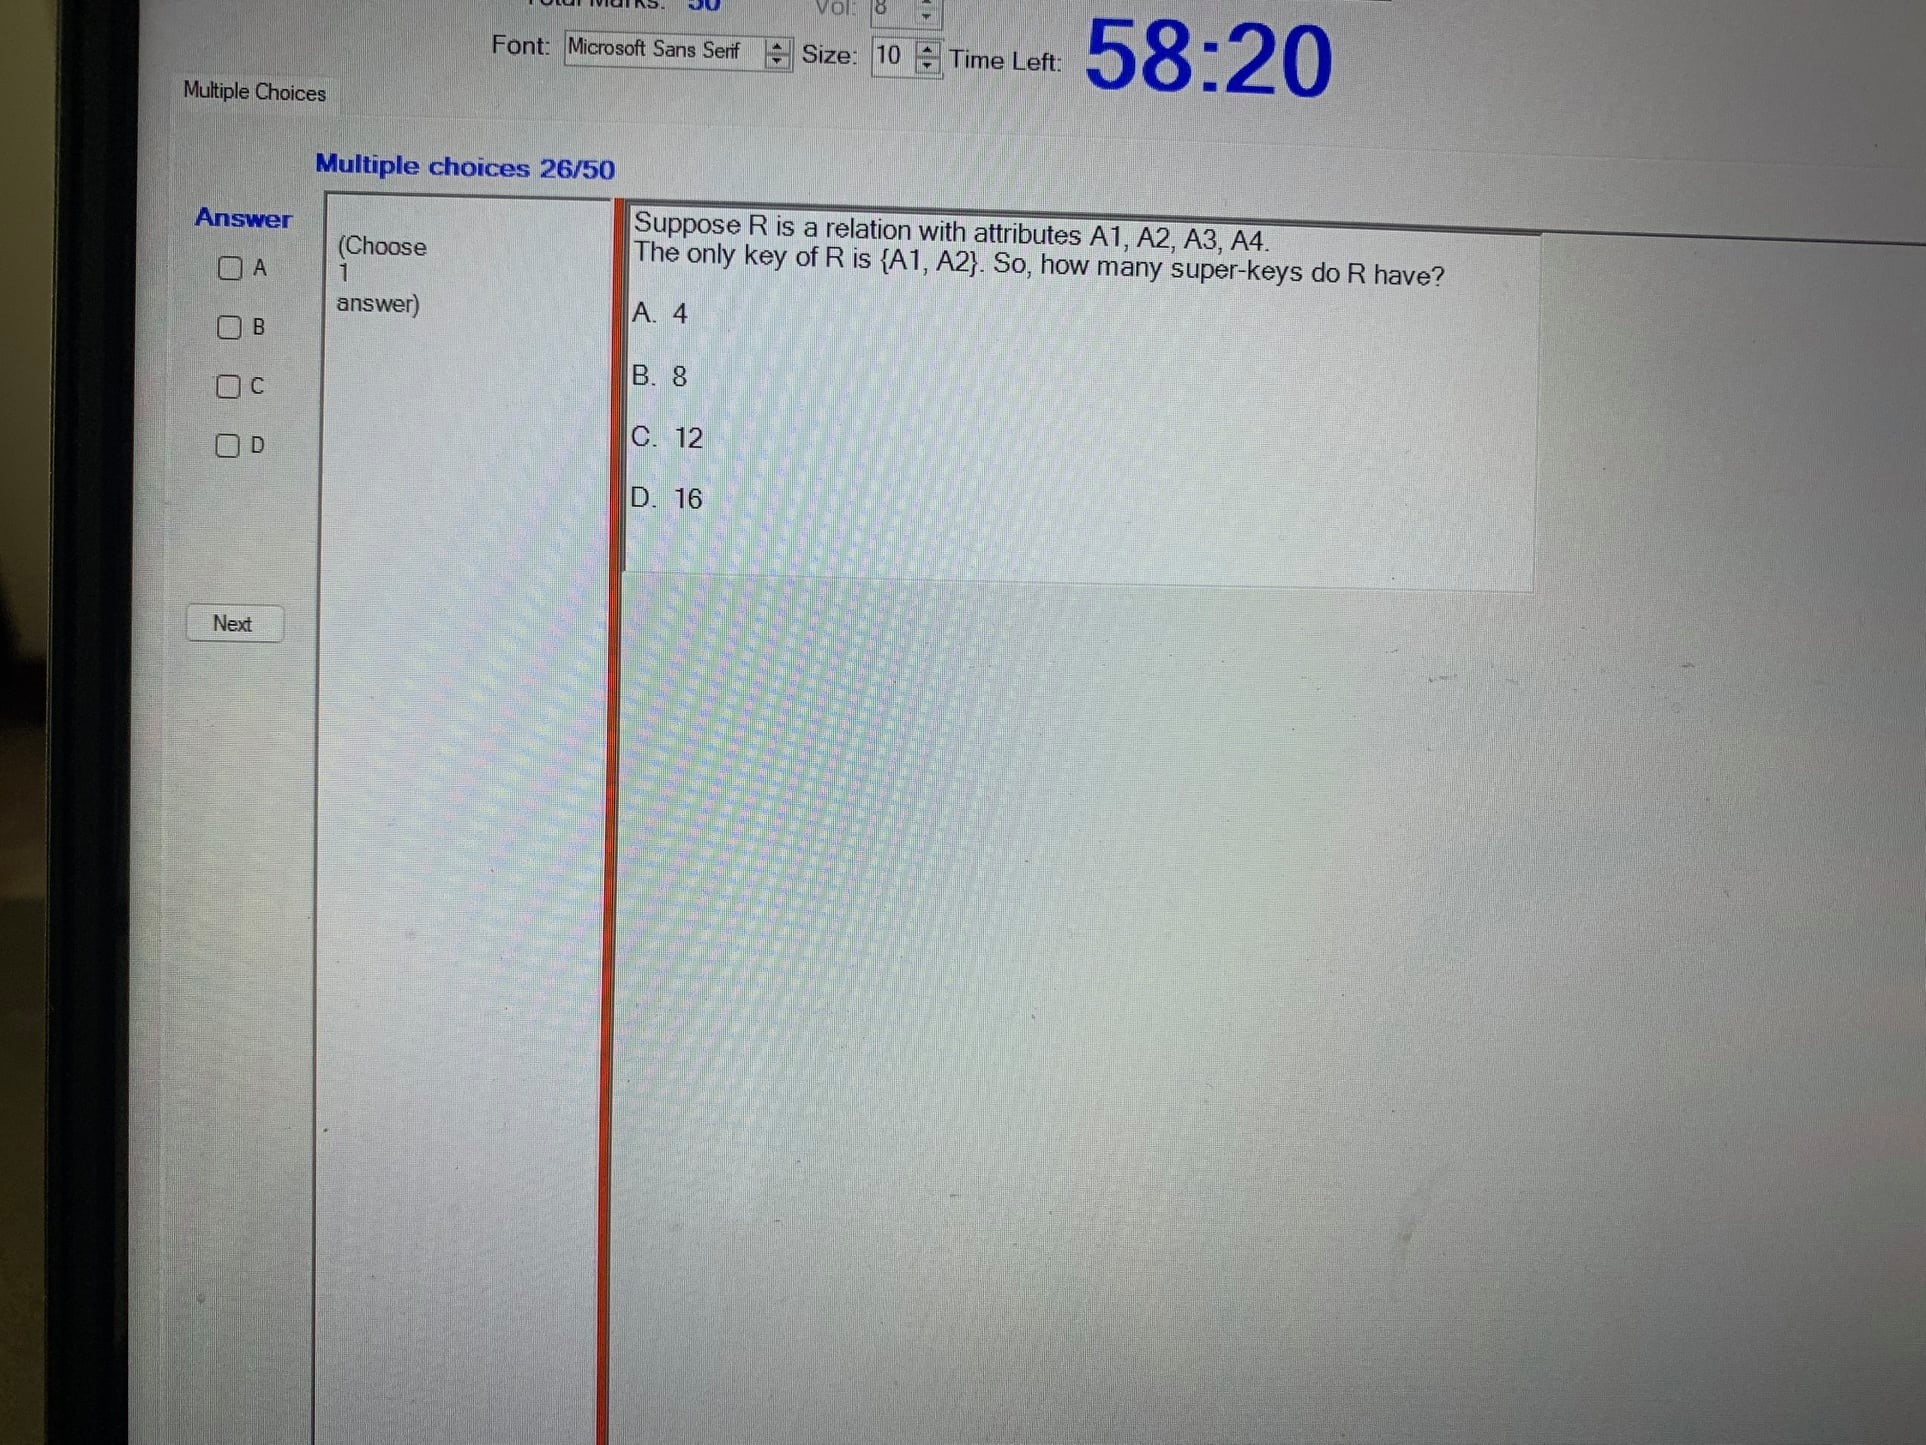 Total Marks: 50 Vol: 8
Font: Microsoft Sans Serif Size: 10 Time Left: 58:20
Multiple Choices
Multiple choices 26/50
Answer
A
B
C
D
Next
(Choose
1
answer)
Suppose R is a relation with attributes A1, A2, A3, A4.
The only key of R is {A1, A2}. So, how many super-keys do R have?
A. 4
B. 8
C. 12
D. 16